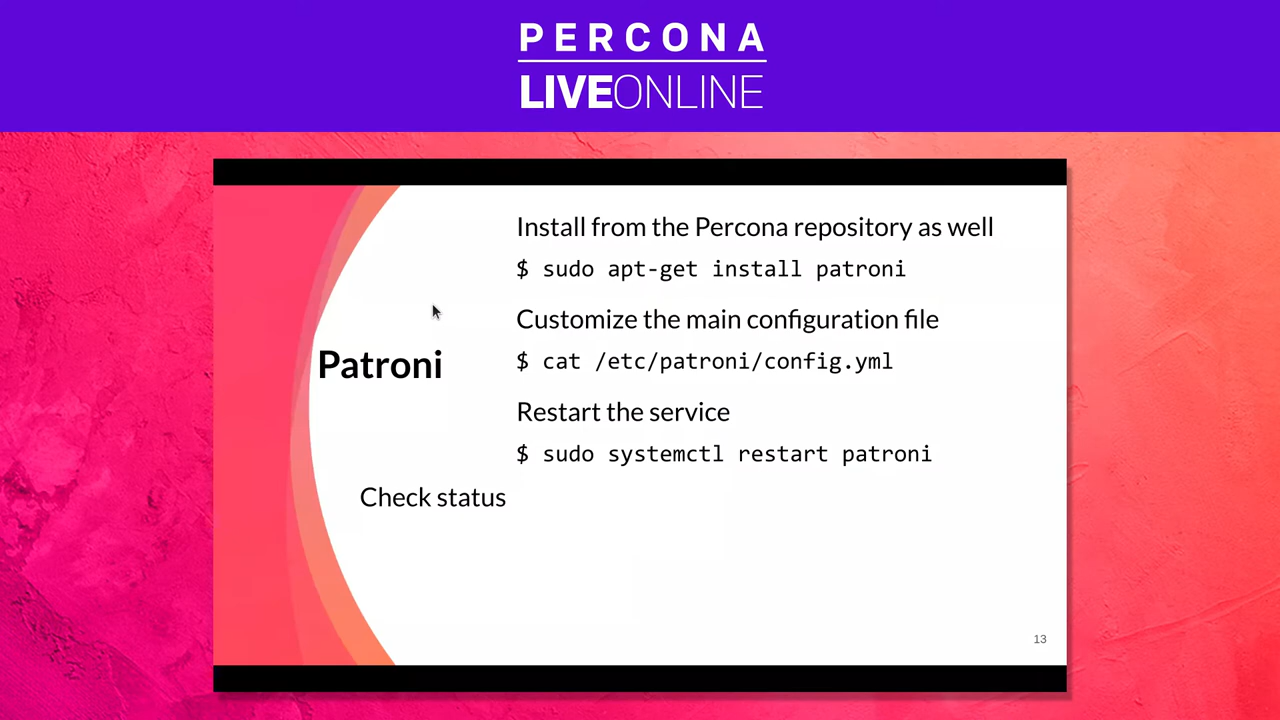 PERCONA
LIVEONLINE
Patroni
Install from the Percona repository as well
$ sudo apt-get install patroni
Customize the main configuration file
$ cat /etc/patroni/config.yml
Restart the service
$ sudo systemctl restart patroni
Check status
13